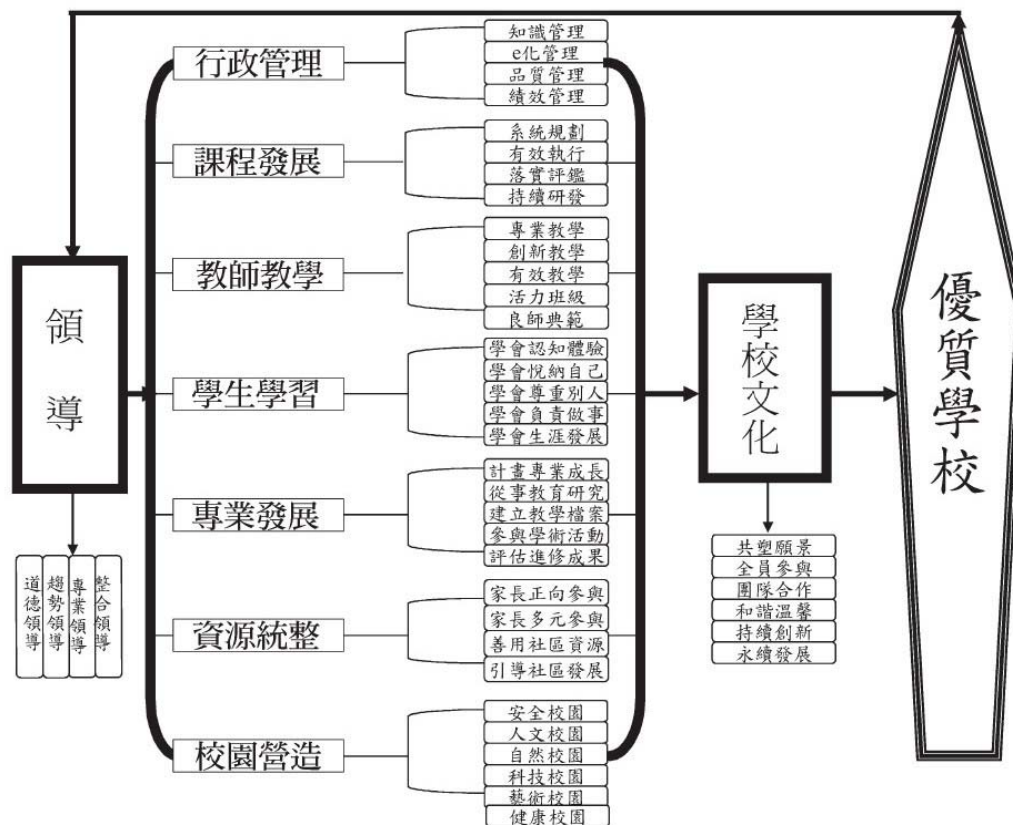 領導
道德領導
趨勢領導
專業領導
整合領導
行政管理
知識管理
e化管理
品質管理
績效管理
課程發展
系統規劃
有效執行
落實評鑑
持續研發
教師教學
專業教學
創新教學
有效教學
活力班級
良師典範
學生學習
學會認知體驗
學會悅納自己
學會尊重別人
學會負責做事
學會生涯發展
專業發展
計畫專業成長
從事教育研究
建立教學檔案
參與學術活動
評估進修成果
資源統整
家長正向參與
家長多元參與
善用社區資源
引導社區發展
校園營造
安全校園
人文校園
自然校園
科技校園
藝術校園
健康校園
學校文化
共塑願景
全員參與
團隊合作
和諧溫馨
持續創新
永續發展
優質學校